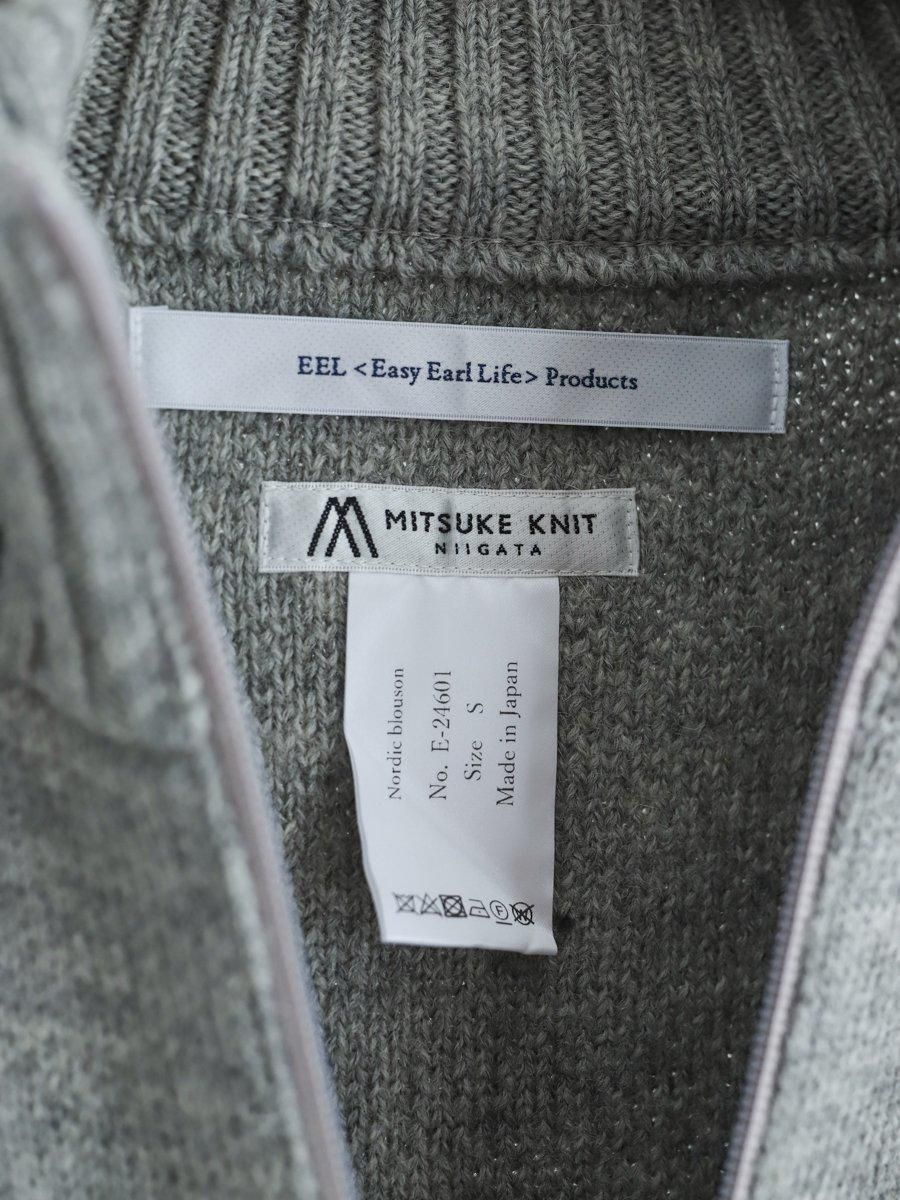 EEL <Easy Earl Life> Products
MITSUKE KNIT
NIIGATA
Nordic blouson
No. E-24601
Size S
Made in Japan
F
W